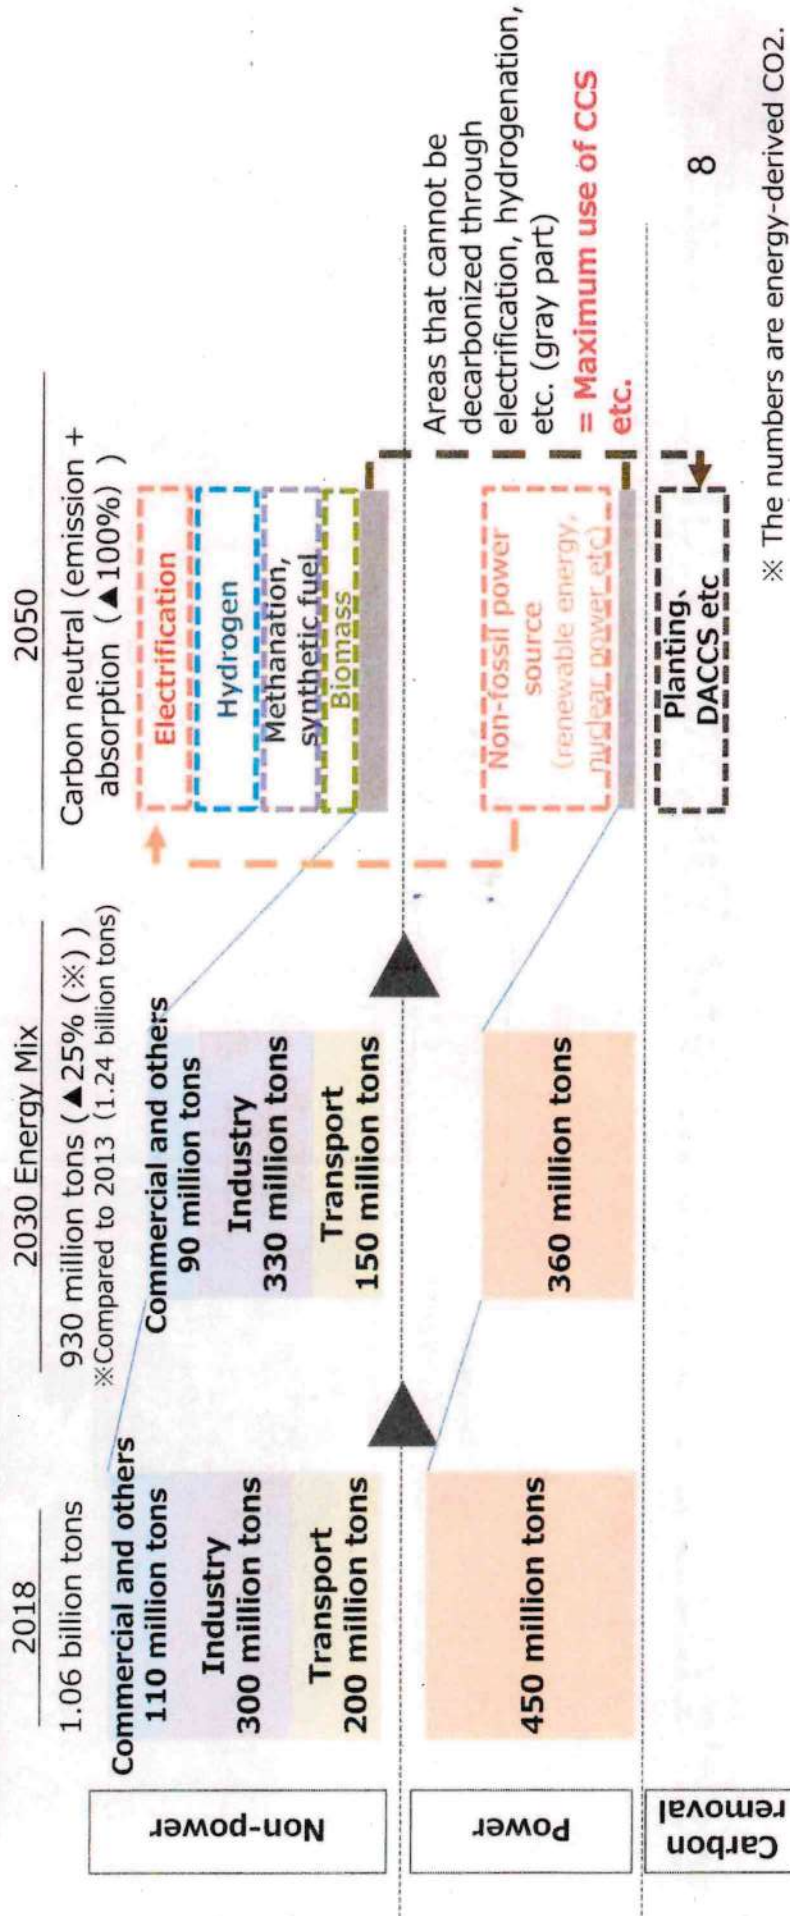 2018
1.06 billion tons
2030 Energy Mix
930 million tons (▲25% (※) )
※Compared to 2013 (1.24 billion tons)
2050
Carbon neutral (emission +
absorption (▲100%) )
Non-power
Commercial and others
110 million tons
Industry
300 million tons
Transport
200 million tons
Commercial and others
90 million tons
Industry
330 million tons
Transport
150 million tons
Electrification
Hydrogen
Methanation,
synthetic fuel
Biomass
Power
450 million tons
360 million tons
Non-fossil power
source
(renewable energy,
nuclear power etc)
Areas that cannot be
decarbonized through
electrification, hydrogenation,
etc. (gray part)
= Maximum use of CCS
etc.
Carbon
removal
Planting、
DACCS etc
8
※ The numbers are energy-derived CO2.